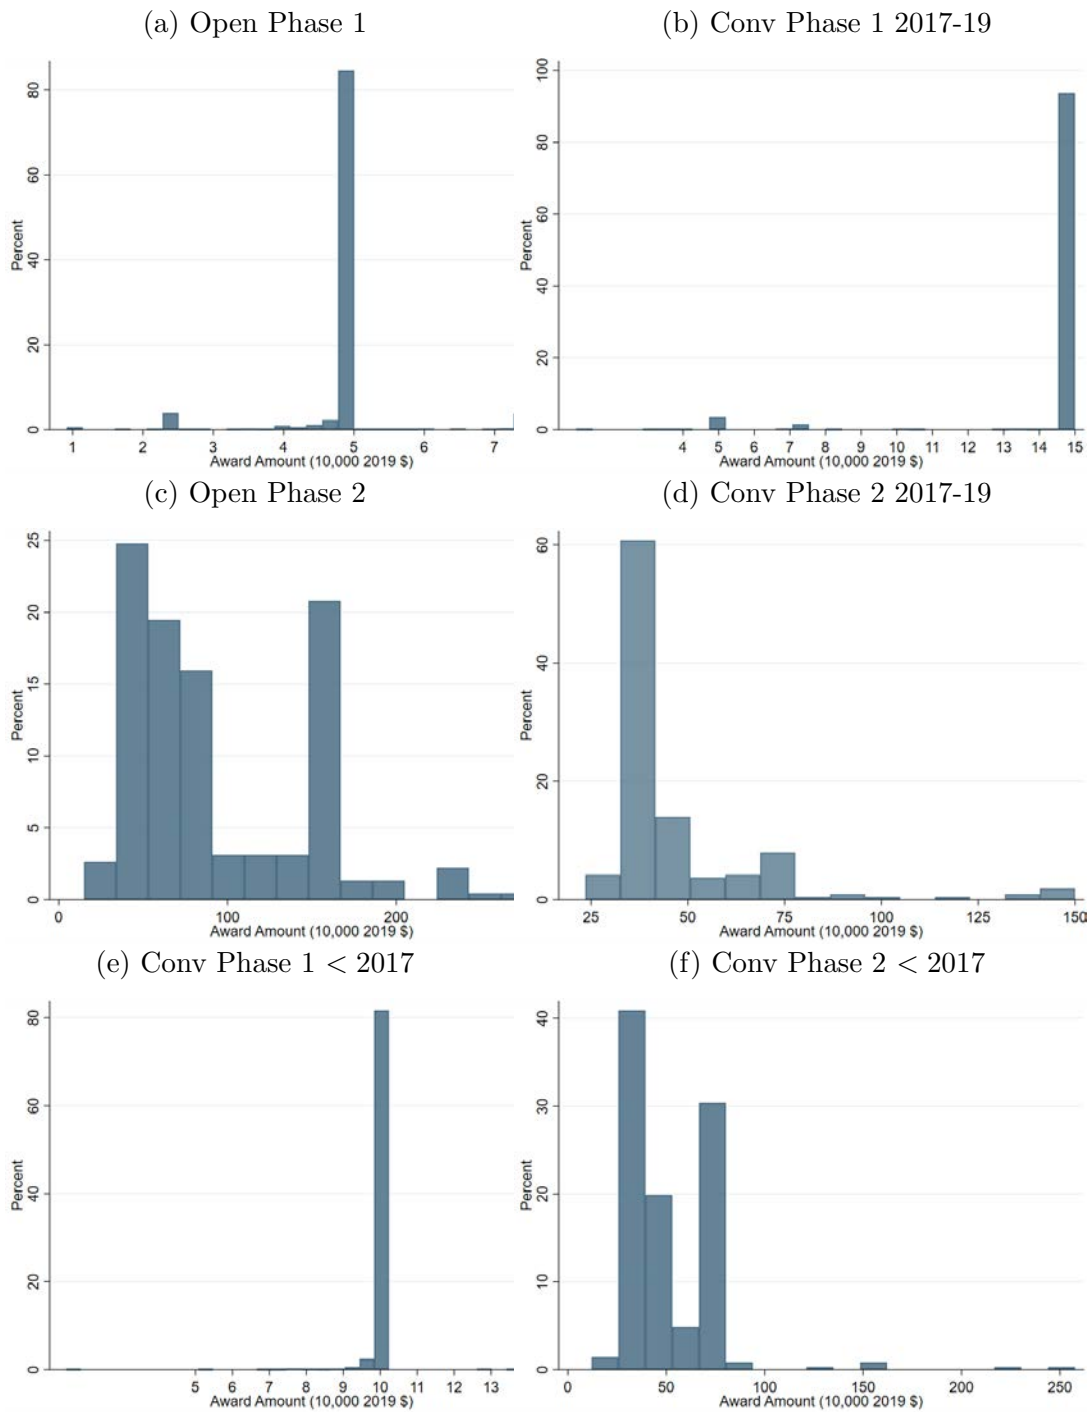 (a) Open Phase 1
(b) Conv Phase 1 2017-19
Percent
0
20
40
60
80
1 2 3 4 5 6 7
Award Amount (10,000 2019 $)
Percent
0
20
40
60
80
100
4 5 6 7 8 9 10 11 12 13 14 15
Award Amount (10,000 2019 $)
(c) Open Phase 2
(d) Conv Phase 2 2017-19
Percent
0
5
10
15
20
25
0 100 200
Award Amount (10,000 2019 $)
Percent
0
20
40
60
25 50 75 100 125 150
Award Amount (10,000 2019 $)
(e) Conv Phase 1 < 2017
(f) Conv Phase 2 < 2017
Percent
0
20
40
60
80
5 6 7 8 9 10 11 12 13
Award Amount (10,000 2019 $)
Percent
0
10
20
30
40
0 50 100 150 200 250
Award Amount (10,000 2019 $)